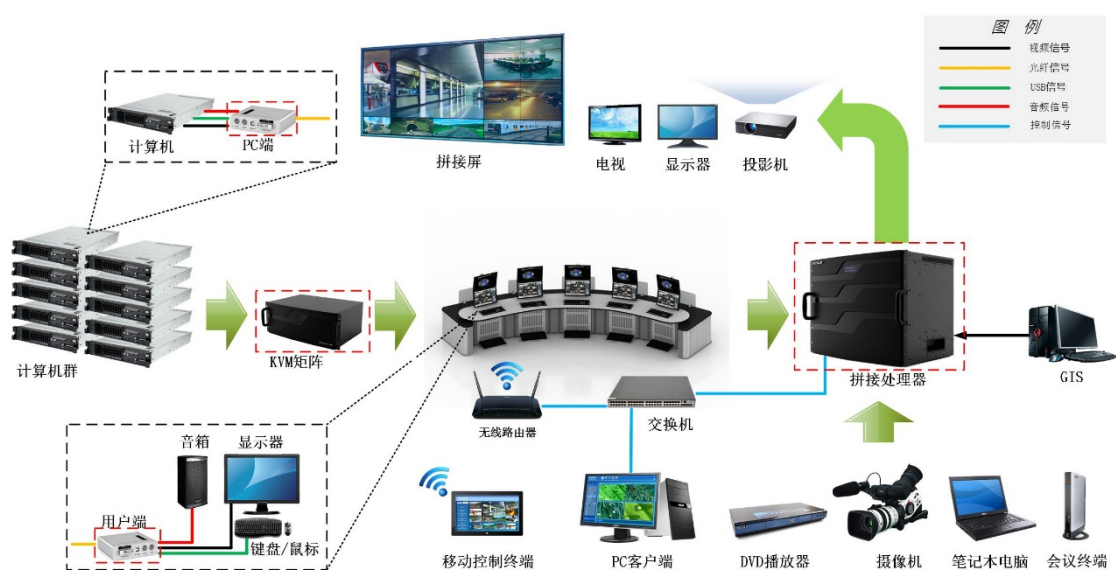 图 例
视频信号
光纤信号
USB信号
音频信号
控制信号
计算机
PC端
拼接屏
电视
显示器
投影机
计算机群
KVM矩阵
拼接处理器
GIS
无线路由器
交换机
音箱
显示器
用户端
键盘/鼠标
移动控制终端
PC客户端
DVD播放器
摄像机
笔记本电脑
会议终端